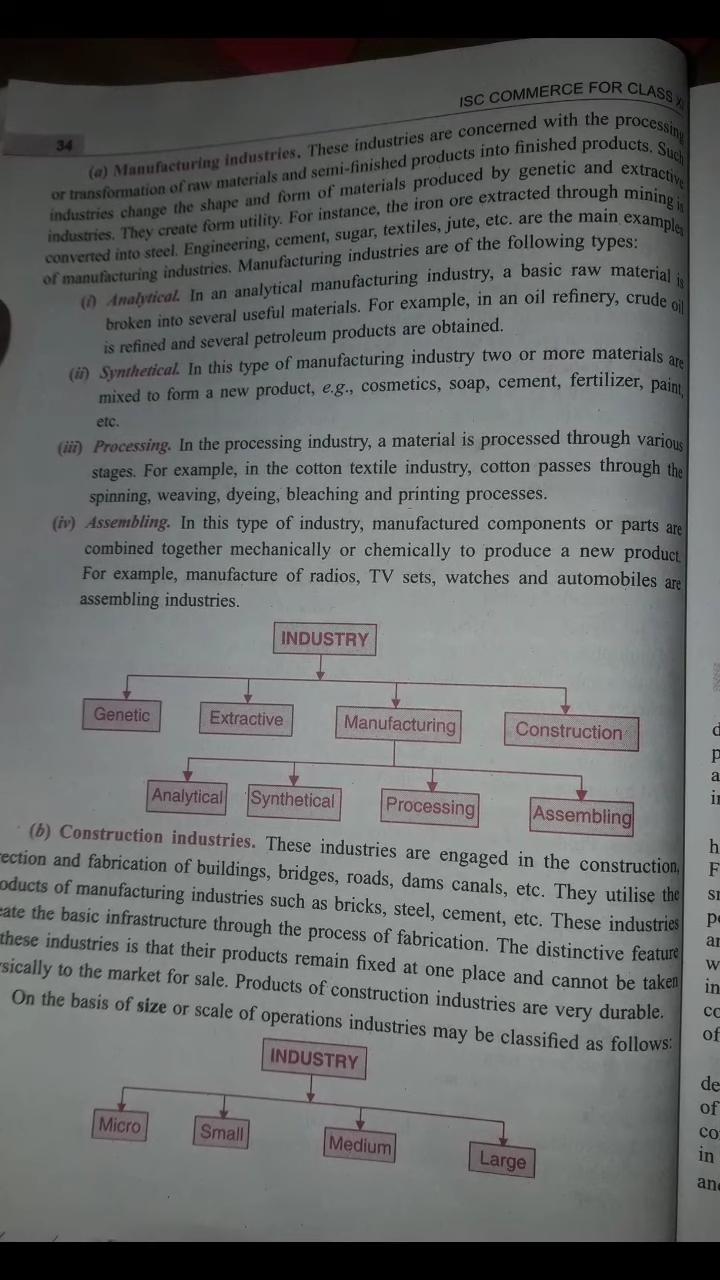 ISC COMMERCE FOR CLASS
34
(a) Manufacturing industries. These industries are concerned with the processing
or transformation of raw materials and semi-finished products into finished products. Such
industries change the shape and form of materials produced by genetic and extractive
industries. They create form utility. For instance, the iron ore extracted through mining is
converted into steel. Engineering, cement, sugar, textiles, jute, etc. are the main examples
of manufacturing industries. Manufacturing industries are of the following types:
(i) Analytical. In an analytical manufacturing industry, a basic raw material is
broken into several useful materials. For example, in an oil refinery, crude oil
is refined and several petroleum products are obtained.
(ii) Synthetical. In this type of manufacturing industry two or more materials are
mixed to form a new product, e.g., cosmetics, soap, cement, fertilizer, paint,
etc.
(iii) Processing. In the processing industry, a material is processed through various
stages. For example, in the cotton textile industry, cotton passes through the
spinning, weaving, dyeing, bleaching and printing processes.
(iv) Assembling. In this type of industry, manufactured components or parts are
combined together mechanically or chemically to produce a new product.
For example, manufacture of radios, TV sets, watches and automobiles are
assembling industries.
INDUSTRY
Genetic Extractive Manufacturing Construction
Analytical Synthetical Processing Assembling
(b) Construction industries. These industries are engaged in the construction,
ection and fabrication of buildings, bridges, roads, dams canals, etc. They utilise the
oducts of manufacturing industries such as bricks, steel, cement, etc. These industries
eate the basic infrastructure through the process of fabrication. The distinctive feature
these industries is that their products remain fixed at one place and cannot be taken
sically to the market for sale. Products of construction industries are very durable.
On the basis of size or scale of operations industries may be classified as follows:
INDUSTRY
Micro Small Medium Large